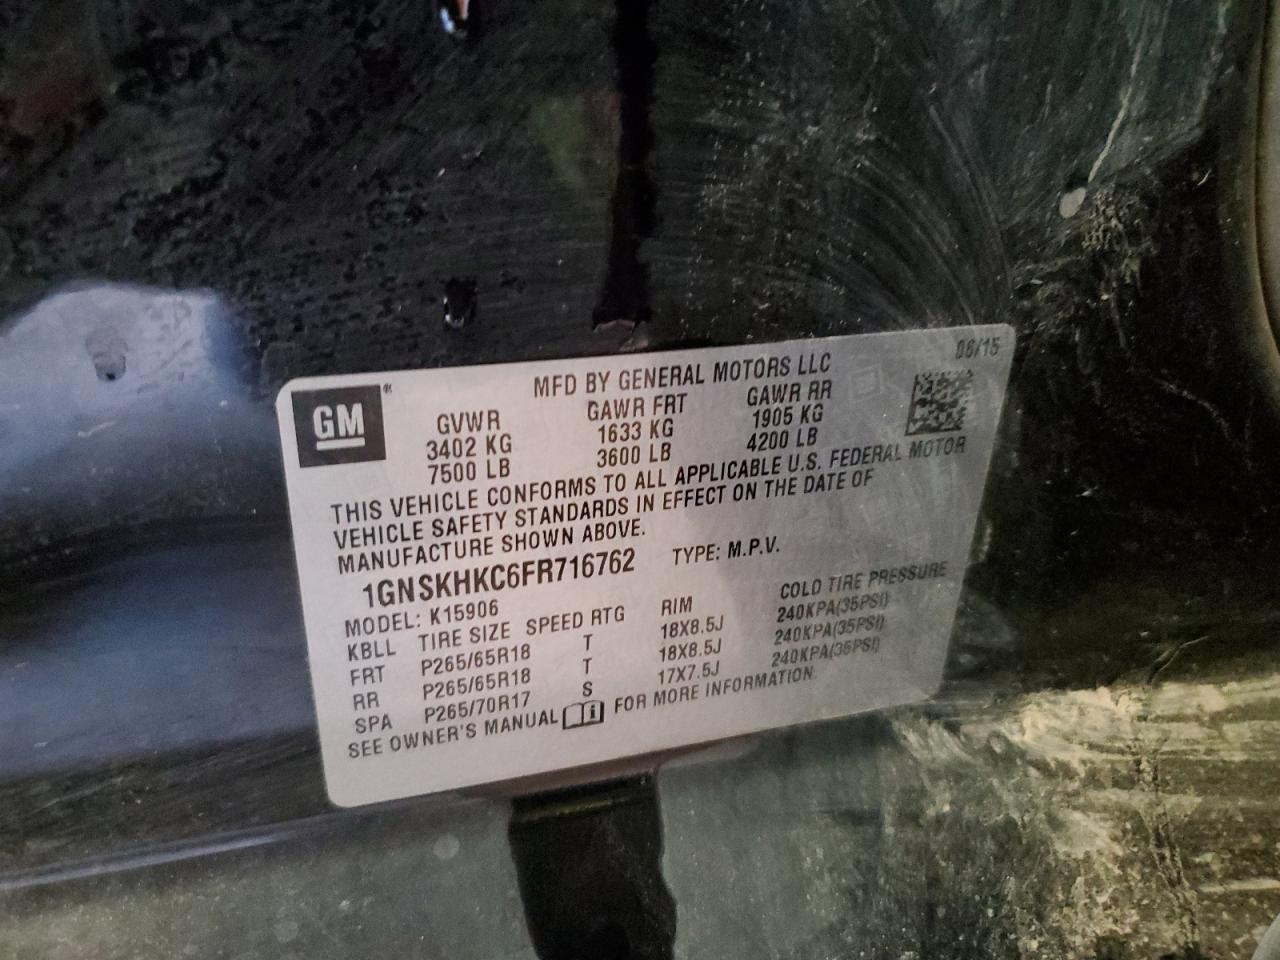 GM
MFD BY GENERAL MOTORS LLC
06/15
GVWR GAWR FRT GAWR RR
3402 KG 1633 KG 1905 KG
7500 LB 3600 LB 4200 LB
THIS VEHICLE CONFORMS TO ALL APPLICABLE U.S. FEDERAL MOTOR
VEHICLE SAFETY STANDARDS IN EFFECT ON THE DATE OF
MANUFACTURE SHOWN ABOVE.
1GNSKHKC6FR716762 TYPE: M.P.V.
MODEL: K15906
KBLL TIRE SIZE SPEED RTG RIM COLD TIRE PRESSURE
FRT P265/65R18 T 18X8.5J 240KPA(35PSI)
RR P265/65R18 T 18X8.5J 240KPA(35PSI)
SPA P265/70R17 S 17X7.5J 240KPA(35PSI)
SEE OWNER'S MANUAL FOR MORE INFORMATION.